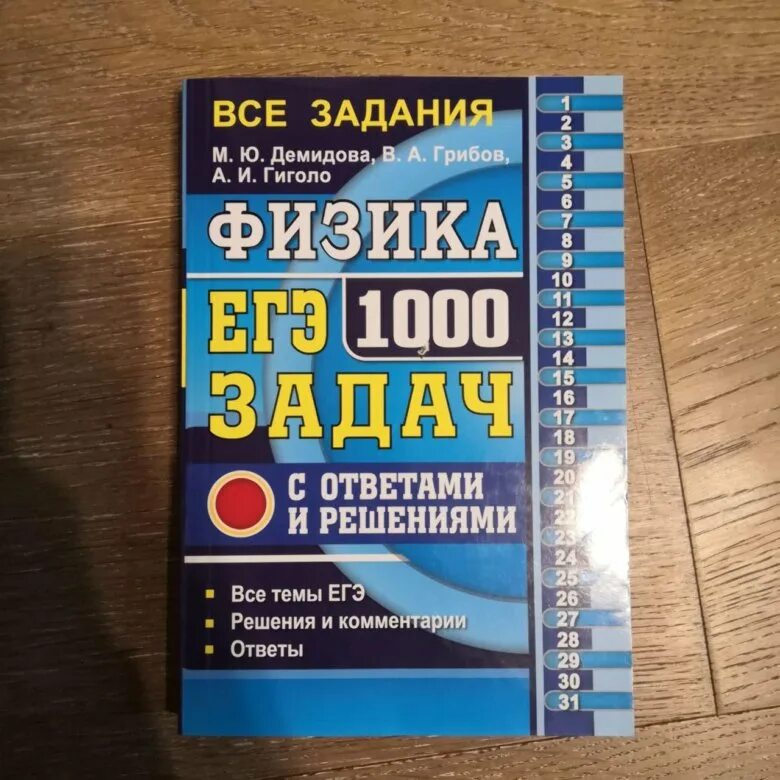 ВСЕ ЗАДАНИЯ
М. Ю. Демидова, В. А. Грибов,
А. И. Гиголо
ФИЗИКА
ЕГЭ 1000
ЗАДАЧ
С ОТВЕТАМИ
И РЕШЕНИЯМИ
Все темы ЕГЭ
Решения и комментарии
Ответы
1
2
3
4
5
6
7
8
9
10
11
12
13
14
15
16
17
18
19
20
21
22
23
24
25
26
27
28
29
30
31